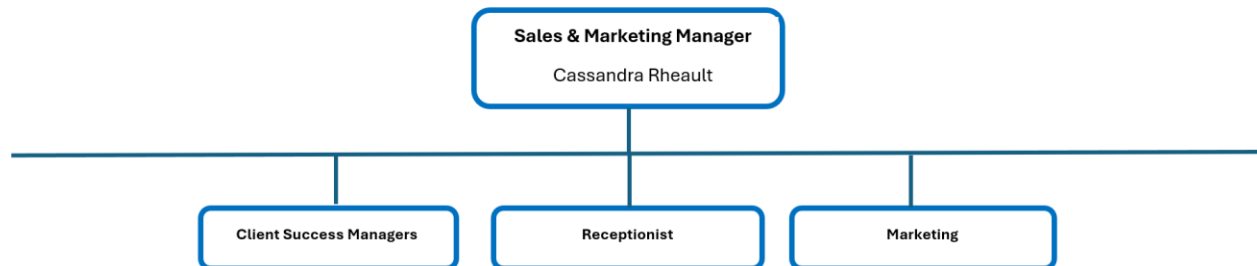 Sales & Marketing Manager
Cassandra Rheault
Client Success Managers
Receptionist
Marketing